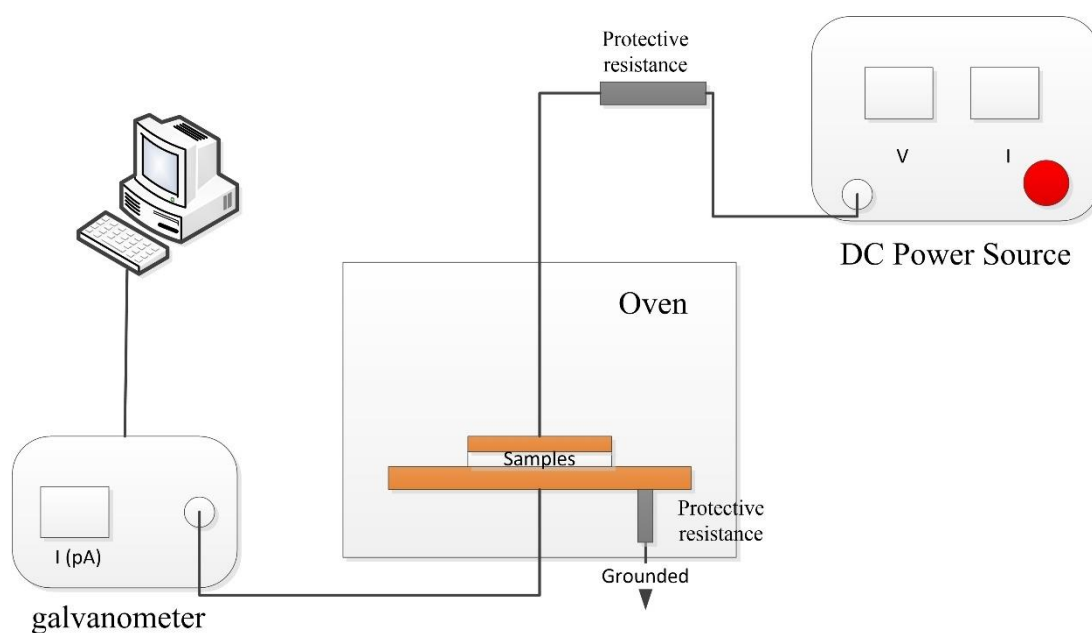 Protective
resistance
V
I
DC Power Source
Oven
Samples
Protective
resistance
Grounded
I (pA)
galvanometer